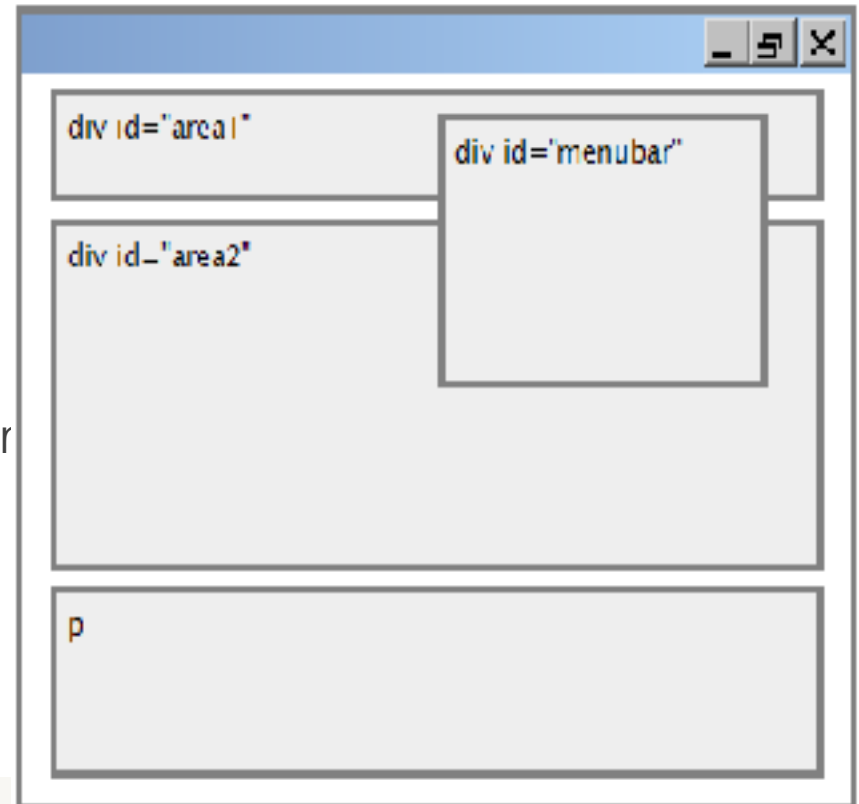 div id="area1"
div id="menubar"
div id="area2"
r
p